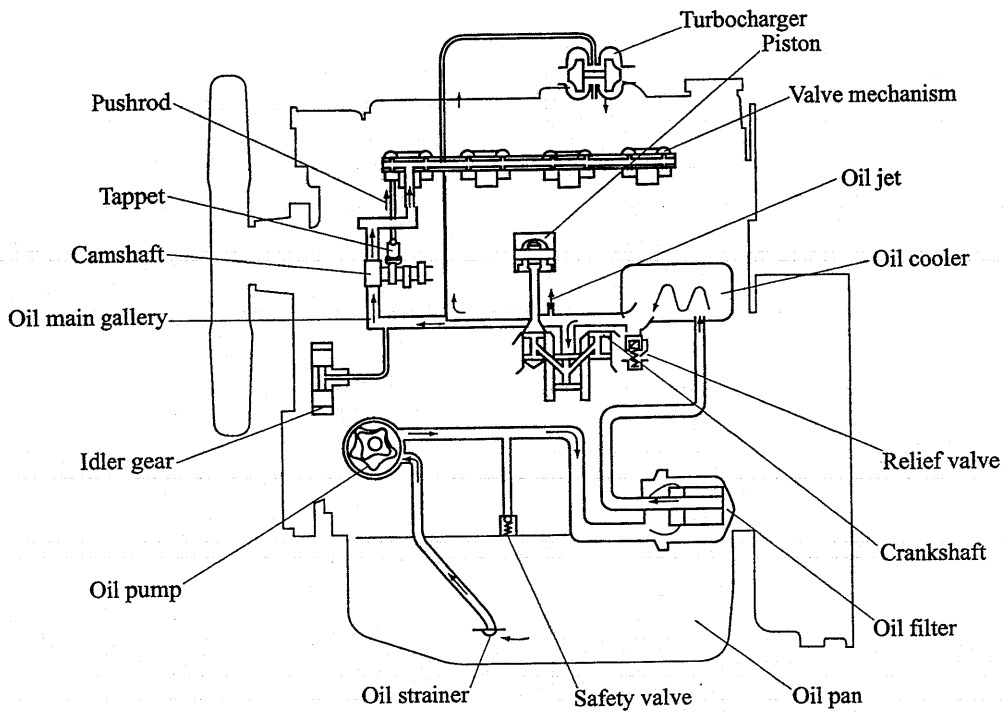 Turbocharger
Piston
Pushrod
Valve mechanism
Tappet
Oil jet
Camshaft
Oil cooler
Oil main gallery
Idler gear
Relief valve
Crankshaft
Oil pump
Oil filter
Oil strainer
Safety valve
Oil pan